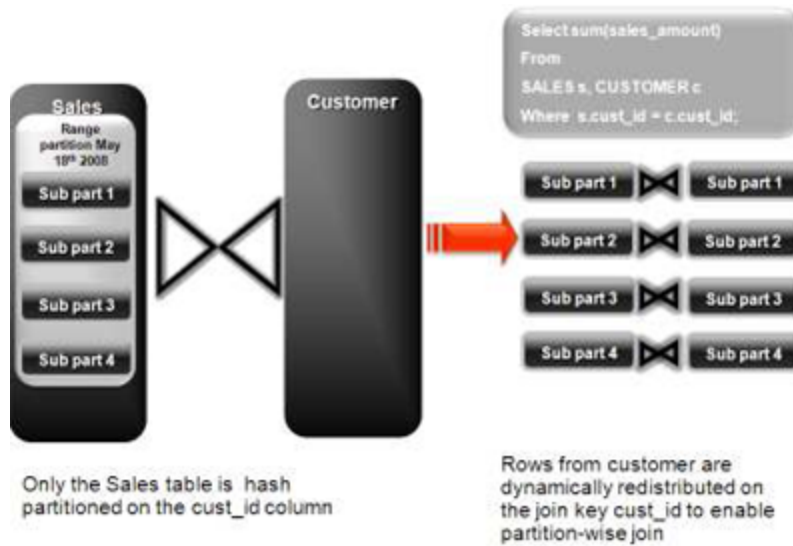 Sales
Range
partition May
18th 2008
Sub part 1
Sub part 2
Sub part 3
Sub part 4
Customer
Only the Sales table is hash
partitioned on the cust_id column
Select sum(sales_amount)
From
SALES s, CUSTOMER c
Where s.cust_id = c.cust_id;
Sub part 1 Sub part 1
Sub part 2 Sub part 2
Sub part 3 Sub part 3
Sub part 4 Sub part 4
Rows from customer are
dynamically redistributed on
the join key cust_id to enable
partition-wise join